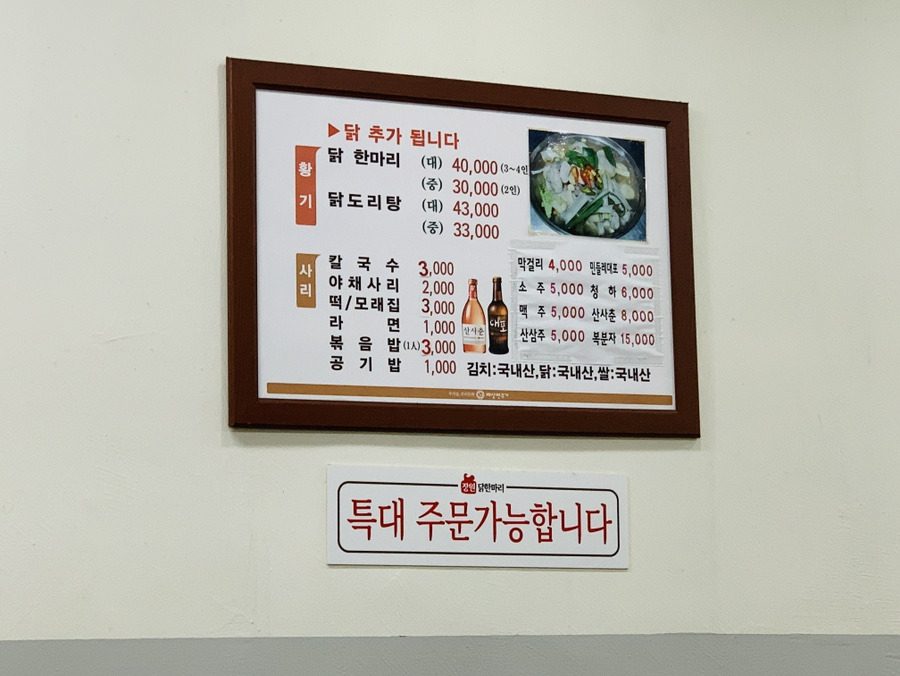 ▶닭 추가 됩니다
황기
닭 한마리 (대) 40,000 (3~4인
(중) 30,000 (2인)
닭도리탕 (대) 43,000
(중) 33,000
사리
칼국수 3,000
야채사리 2,000
떡/모래집 3,000
라면 1,000
볶음밥(1人) 3,000
공기밥 1,000
산사춘
대포
막걸리 4,000 민들레대포 5,000
소주 5,000 청하 6,000
맥주 5,000 산사춘 8,000
산삼주 5,000 복분자 15,000
김치:국내산,닭:국내산,쌀:국내산
장원 닭한마리
특대 주문가능합니다